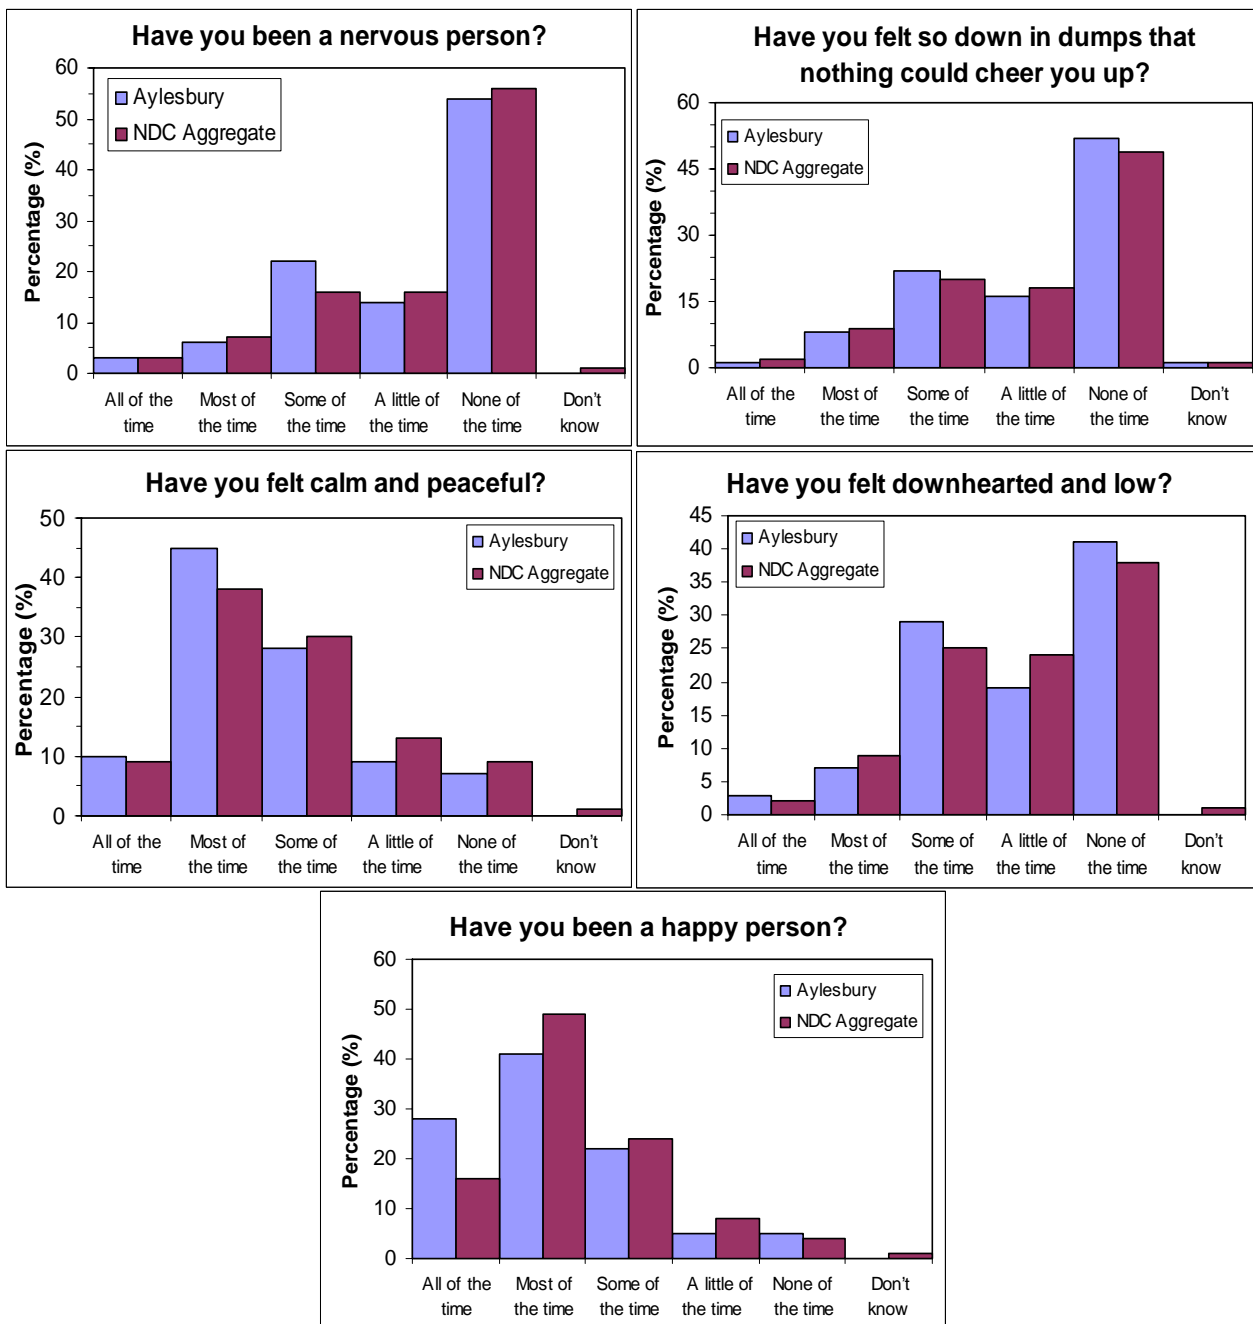 Have you been a nervous person?
Percentage (%)
60
50
40
30
20
10
0
Aylesbury
NDC Aggregate
All of the Most of Some of A little of None of Don't
time the time the time the time the time know
Have you felt so down in dumps that
nothing could cheer you up?
Percentage (%)
60
45
30
15
0
Aylesbury
NDC Aggregate
All of the Most of Some of A little of None of Don't
time the time the time the time the time know
Have you felt calm and peaceful?
Percentage (%)
50
40
30
20
10
0
Aylesbury
NDC Aggregate
All of the Most of Some of A little of None of Don't
time the time the time the time the time know
Have you felt downhearted and low?
Percentage (%)
45
40
35
30
25
20
15
10
5
0
Aylesbury
NDC Aggregate
All of the Most of Some of A little of None of Don't
time the time the time the time the time know
Have you been a happy person?
Percentage (%)
60
50
40
30
20
10
0
Aylesbury
NDC Aggregate
All of the Most of Some of A little of None of Don't
time the time the time the time the time know